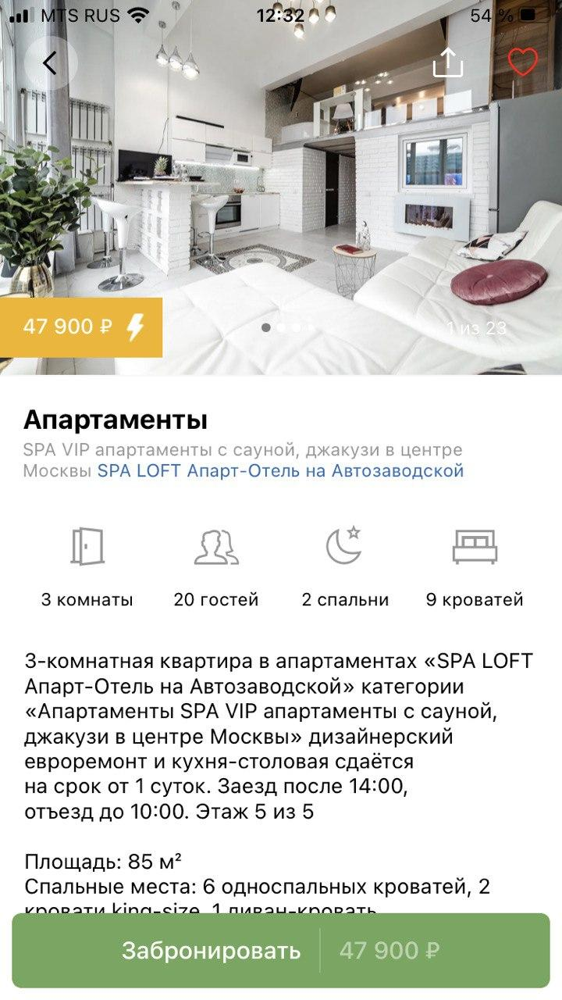 MTS RUS 12:32 54 %
47 900 ₽
1 из 23
Апартаменты
SPA VIP апартаменты с сауной, джакузи в центре
Москвы SPA LOFT Апарт-Отель на Автозаводской
3 комнаты 20 гостей 2 спальни 9 кроватей
3-комнатная квартира в апартаментах «SPA LOFT
Апарт-Отель на Автозаводской» категории
«Апартаменты SPA VIP апартаменты с сауной,
джакузи в центре Москвы» дизайнерский
евроремонт и кухня-столовая сдаётся
на срок от 1 суток. Заезд после 14:00,
отъезд до 10:00. Этаж 5 из 5
Площадь: 85 м²
Спальные места: 6 односпальных кроватей, 2
кровати king-size, 1 диван-кровать
Забронировать 47 900 ₽